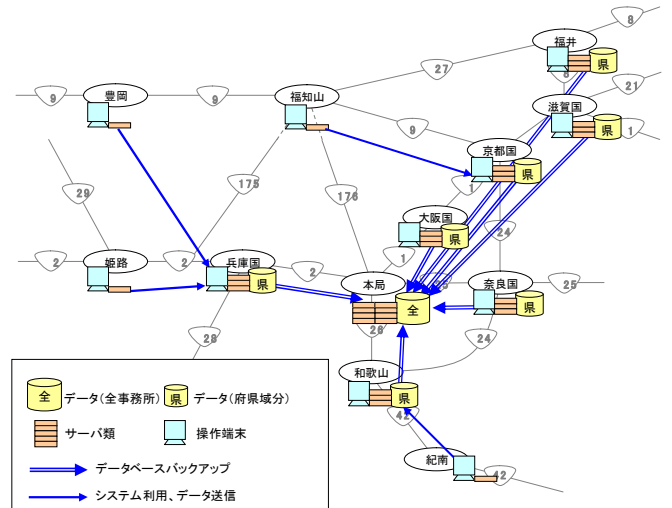 8
福井
27
8
21
9
豊岡
9
福知山
滋賀国
県
9
京都国
県
1
県
175
176
1
29
大阪国
県
24
2
姫路
2
兵庫国
2
本局
1
25
奈良国
25
県
全
県
28
26
24
和歌山
県
42
紀南
42
全 データ(全事務所)
県 データ(府県域分)
サーバ類
操作端末
データベースバックアップ
システム利用、データ送信